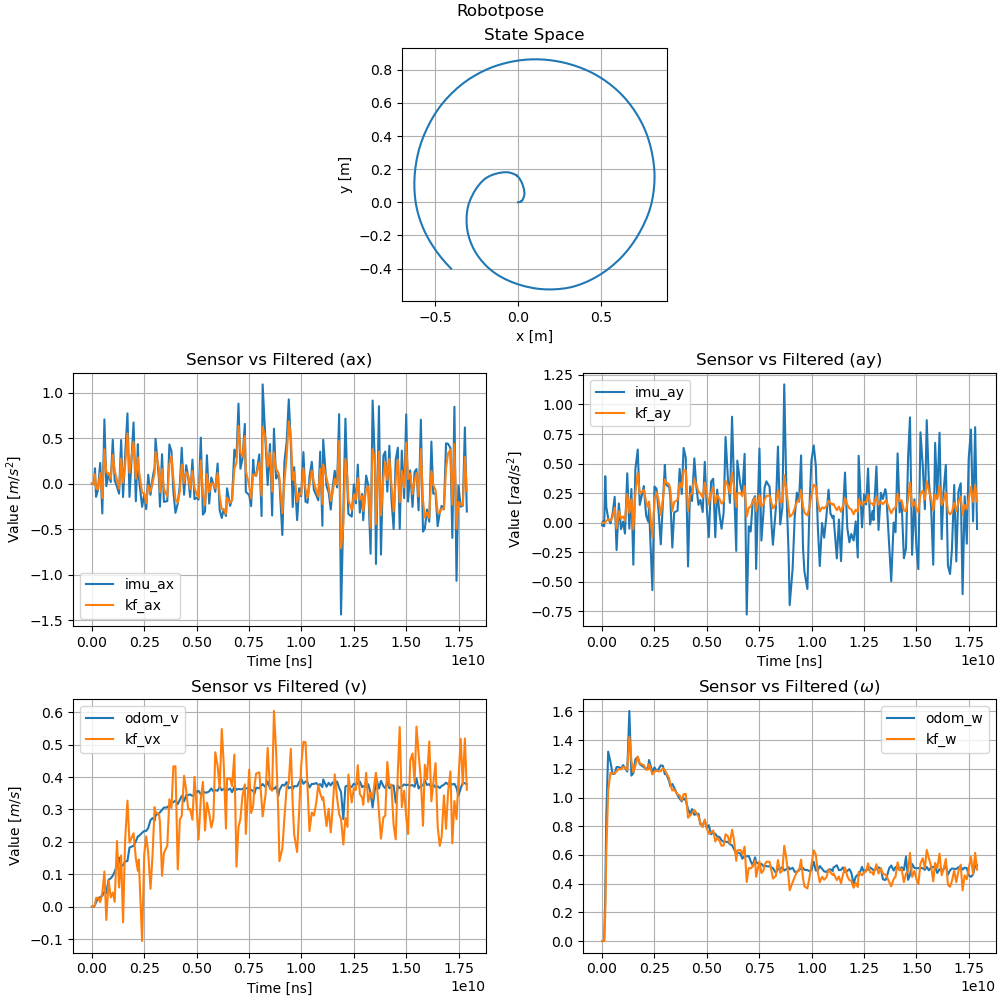 Robotpose
State Space
y [m]
0.8
0.6
0.4
0.2
0.0
−0.2
−0.4
−0.5 0.0 0.5
x [m]
Sensor vs Filtered (ax)
Value [m/s²]
1.0
0.5
0.0
−0.5
−1.0
−1.5
imu_ax
kf_ax
0.00 0.25 0.50 0.75 1.00 1.25 1.50 1.75
1e10
Time [ns]
Sensor vs Filtered (ay)
Value [rad/s²]
1.25
1.00
0.75
0.50
0.25
0.00
−0.25
−0.50
−0.75
imu_ay
kf_ay
0.00 0.25 0.50 0.75 1.00 1.25 1.50 1.75
1e10
Time [ns]
Sensor vs Filtered (v)
Value [m/s]
0.6
0.5
0.4
0.3
0.2
0.1
0.0
−0.1
odom_v
kf_vx
0.00 0.25 0.50 0.75 1.00 1.25 1.50 1.75
1e10
Time [ns]
Sensor vs Filtered (ω)
1.6
1.4
1.2
1.0
0.8
0.6
0.4
0.2
0.0
odom_w
kf_w
0.00 0.25 0.50 0.75 1.00 1.25 1.50 1.75
1e10